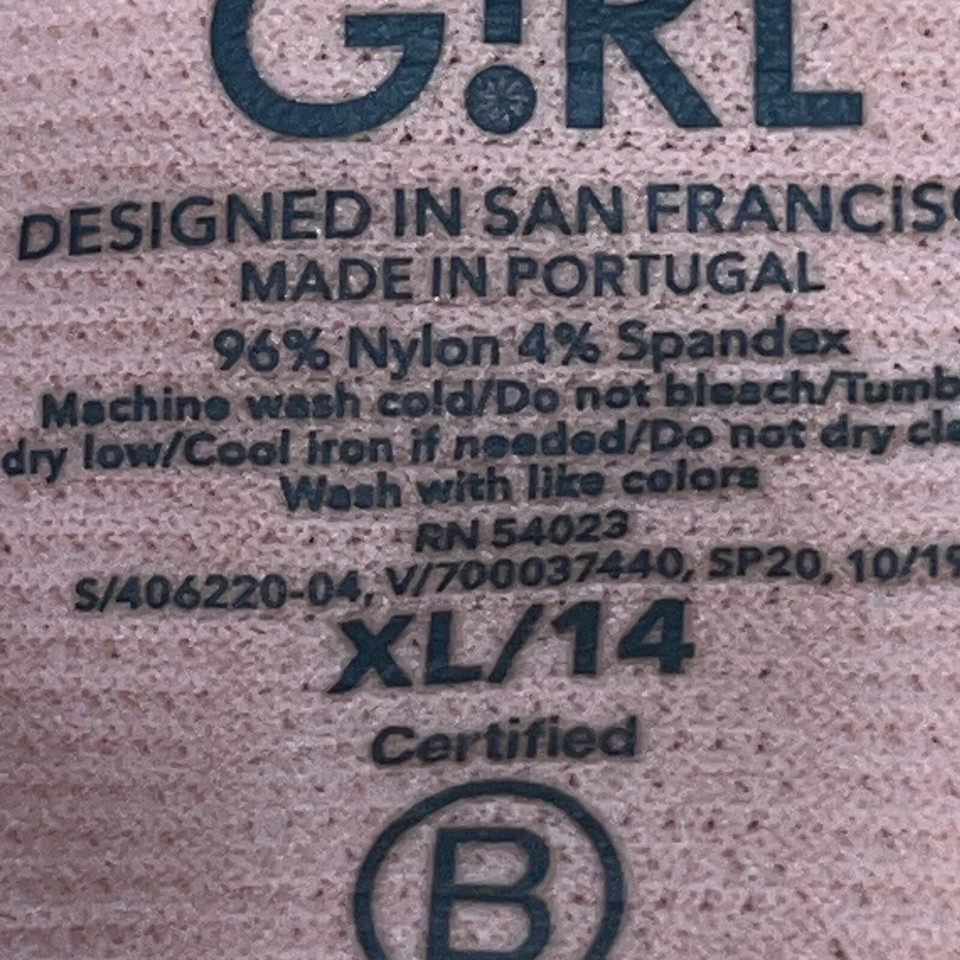 G!RL
DESIGNED IN SAN FRANCISC
MADE IN PORTUGAL
96% Nylon 4% Spandex
Machine wash cold/Do not bleach/Tumb
dry low/Cool iron if needed/Do not dry cle
Wash with like colors
RN 54023
S/406220-04, V//700037440, SP20, 10/19
XL/14
Certified
B